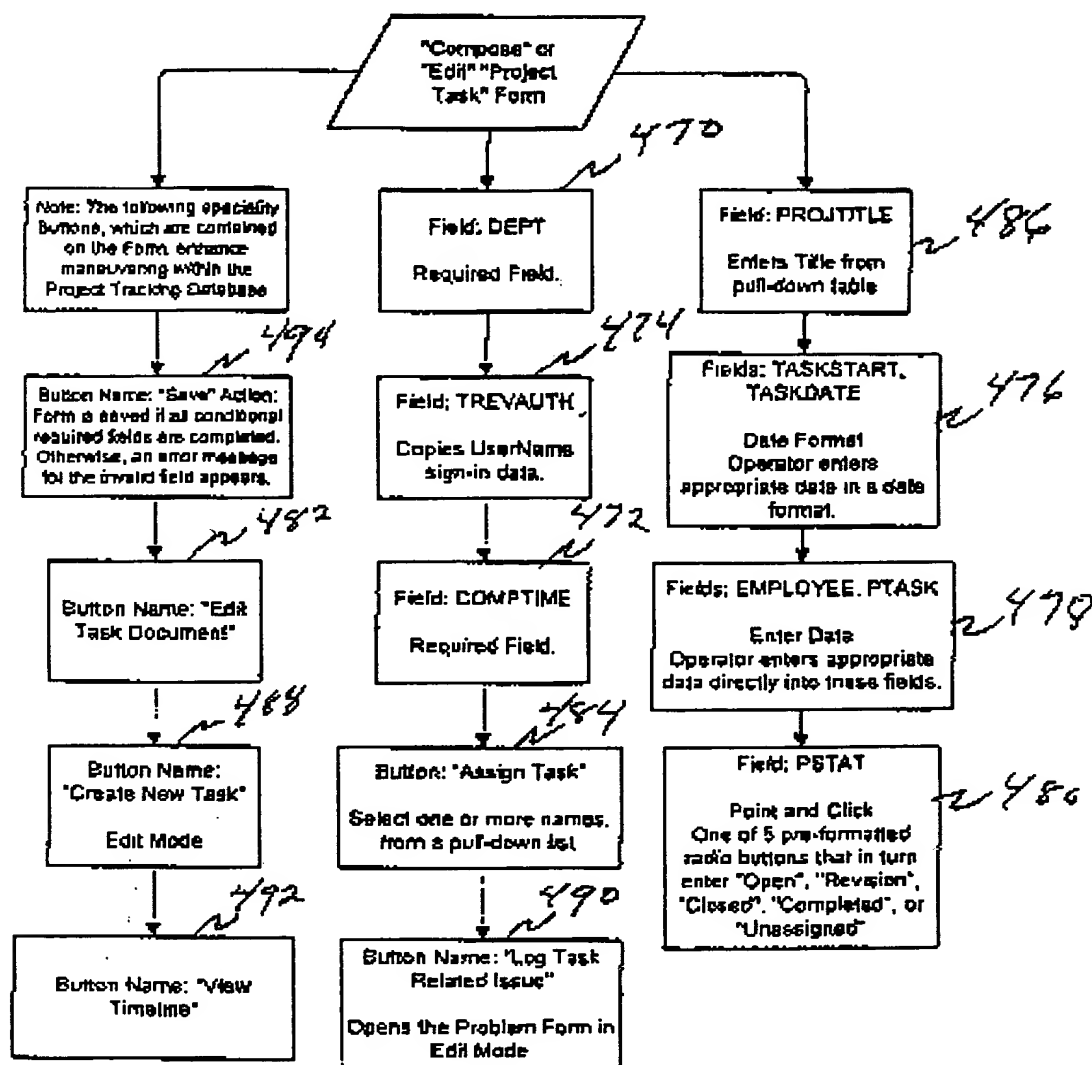 "Compose" or
"Edit" "Project
Task" Form
Note: The following speciality
Buttons, which are contained
on the Form, enhance
maneuvering within the
Project Tracking Database
494
Button Name: "Save" Action:
Form is saved if all conditional
required fields are completed.
Otherwise, an error message
for the invalid field appears.
482
Button Name: "Edit
Task Document"
488
Button Name:
"Create New Task"
Edit Mode
492
Button Name: "View
Timeline"
470
Field: DEPT
Required Field.
474
Field: TREVAUTH
Copies UserName
sign-in data.
472
Field: COMPTIME
Required Field.
484
Button: "Assign Task"
Select one or more names,
from a pull-down list
490
Button Name: "Log Task
Related Issue"
Opens the Problem Form in
Edit Mode
486
Field: PROJTITLE
Enters Title from
pull-down table
476
Fields: TASKSTART,
TASKDATE
Date Format
Operator enters
appropriate data in a date
format.
478
Fields: EMPLOYEE, PTASK
Enter Data
Operator enters appropriate
data directly into these fields.
480
Field: PSTAT
Point and Click
One of 5 pre-formatted
radio buttons that in turn
enter "Open", "Revision",
"Closed", "Completed", or
"Unassigned"